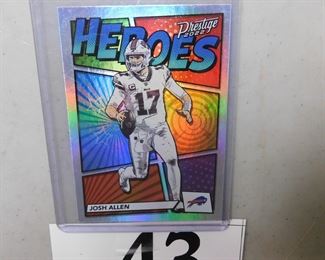 HEROES
Prestige
2022
17
JOSH ALLEN
43